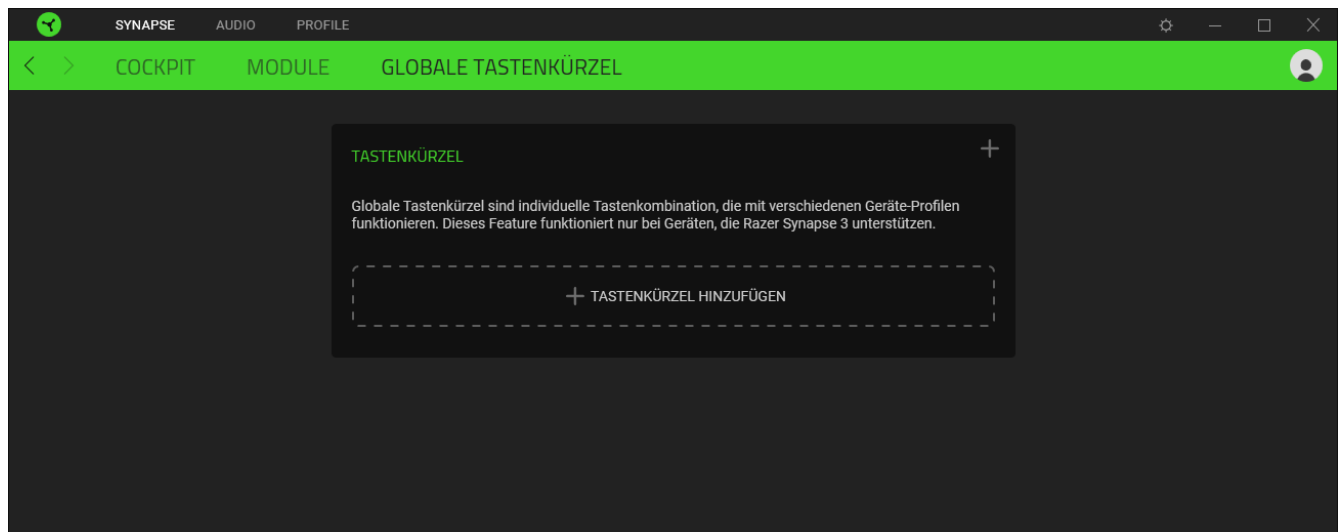 SYNAPSE AUDIO PROFILE
COCKPIT MODULE GLOBALE TASTENKÜRZEL
TASTENKÜRZEL
Globale Tastenkürzel sind individuelle Tastenkombination, die mit verschiedenen Geräte-Profilen
funktionieren. Dieses Feature funktioniert nur bei Geräten, die Razer Synapse 3 unterstützen.
TASTENKÜRZEL HINZUFÜGEN